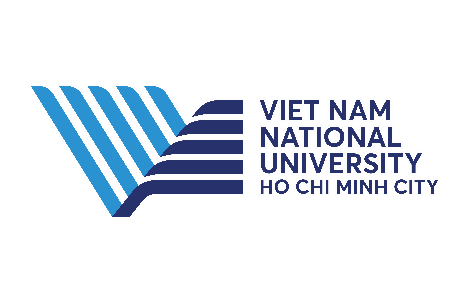 VIET NAM
NATIONAL
UNIVERSITY
HO CHI MINH CITY